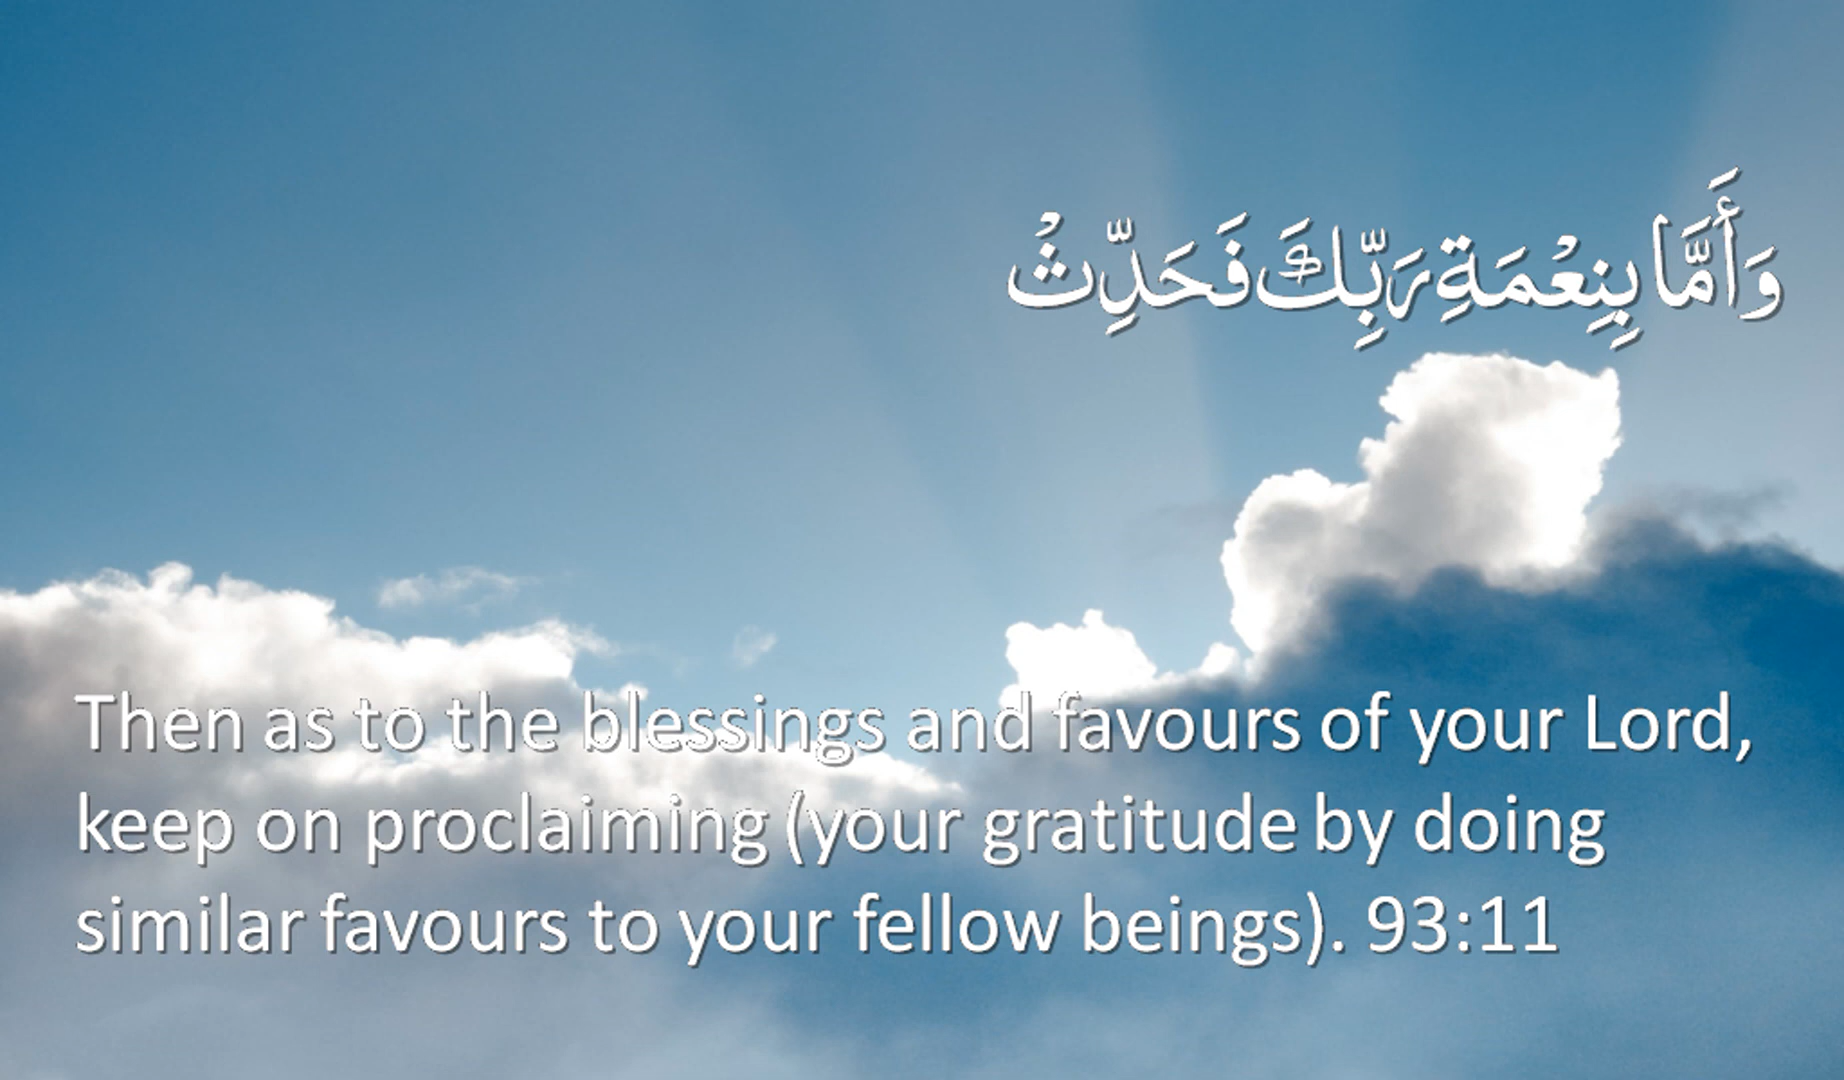 وَأَمَّا بِنِعْمَةِ رَبِّكَ فَحَدِّثْ
Then as to the blessings and favours of your Lord,
keep on proclaiming (your gratitude by doing
similar favours to your fellow beings). 93:11